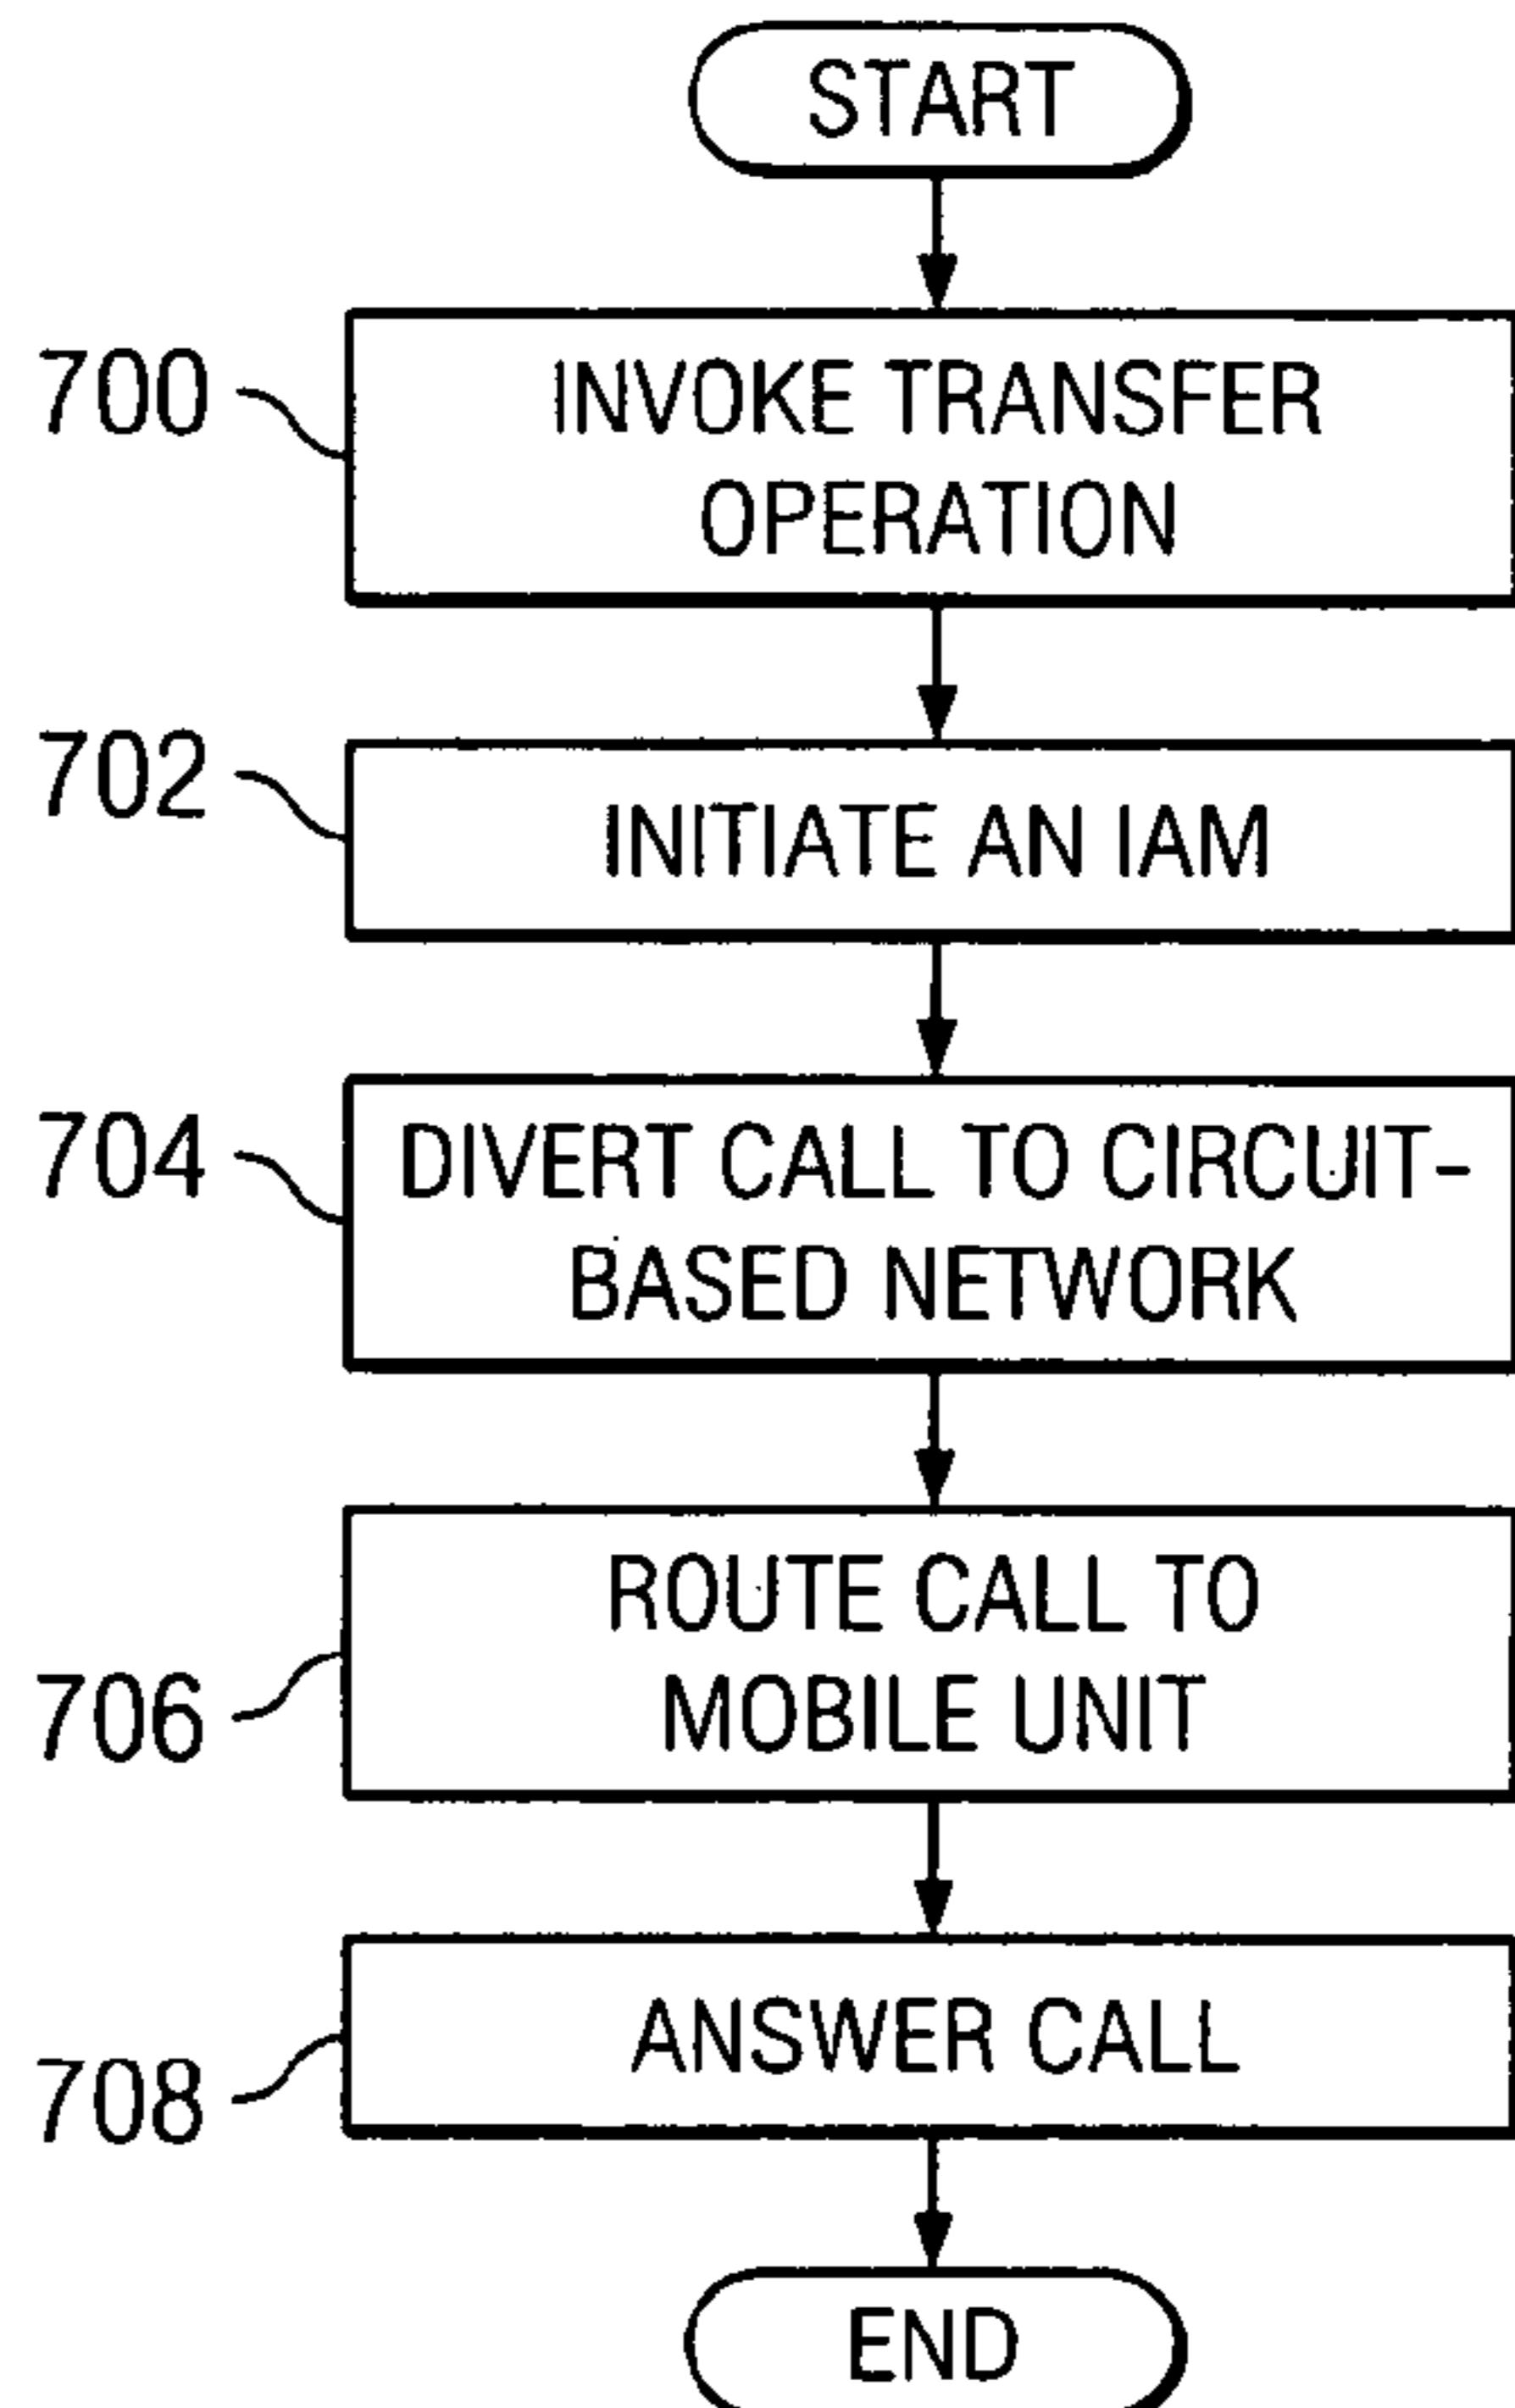 START
700
INVOKE TRANSFER
OPERATION
702
INITIATE AN IAM
704
DIVERT CALL TO CIRCUIT-
BASED NETWORK
706
ROUTE CALL TO
MOBILE UNIT
708
ANSWER CALL
END